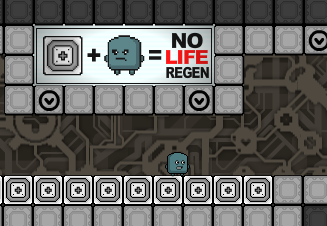 + = NO
LIFE
REGEN